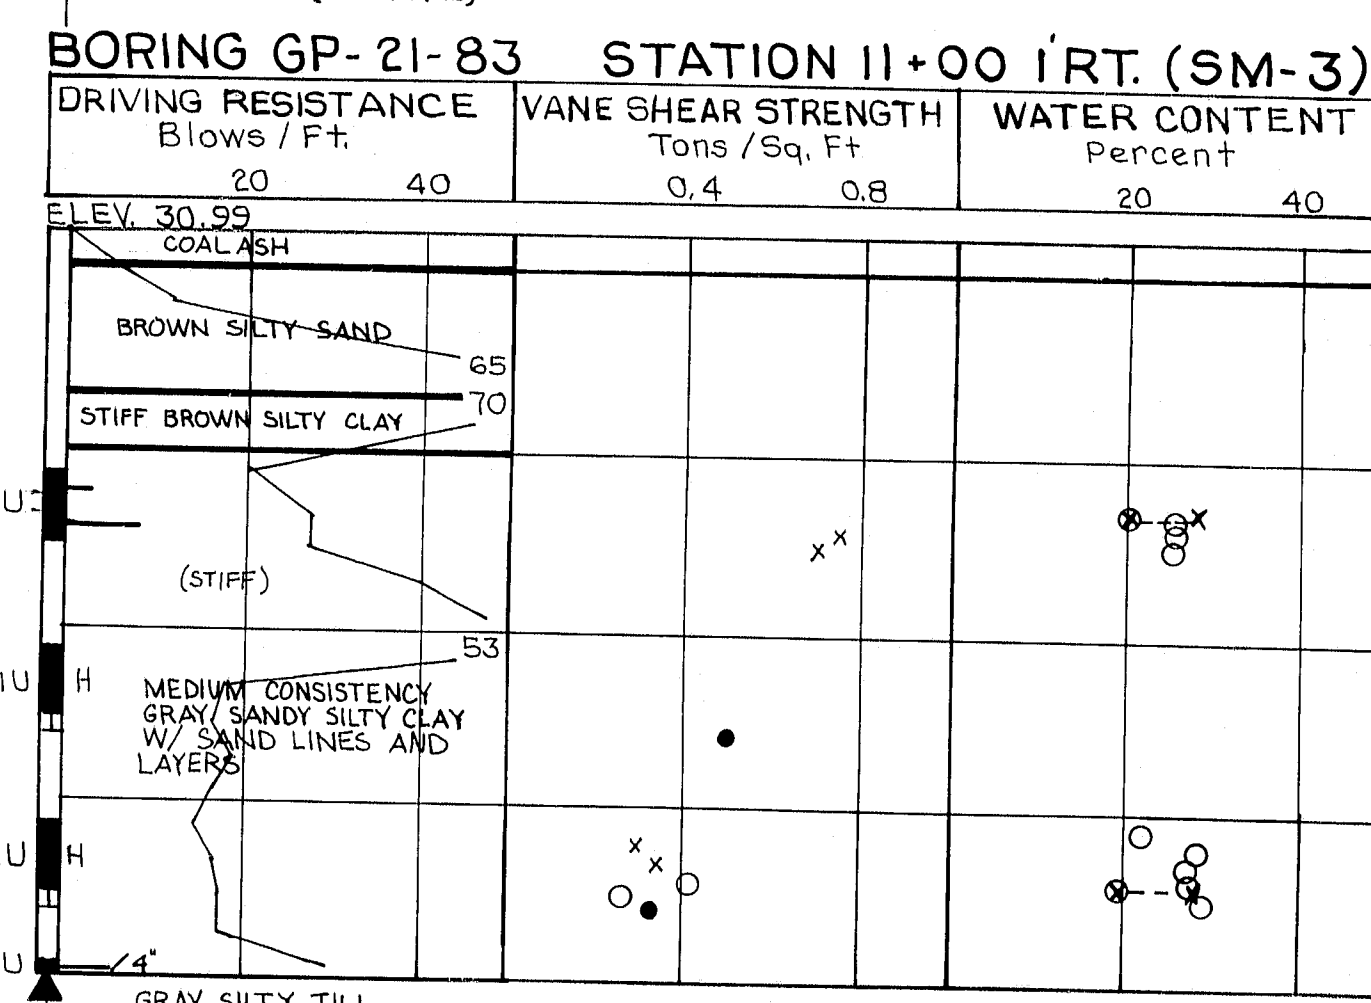 BORING GP-21-83 STATION 11+00 1'RT. (SM-3)
DRIVING RESISTANCE
Blows / Ft.
20 40
VANE SHEAR STRENGTH
Tons / Sq. Ft
0.4 0.8
WATER CONTENT
Percent
20 40
ELEV. 30.99
COAL ASH
BROWN SILTY SAND
65
70
STIFF BROWN SILTY CLAY
U
(STIFF)
53
U H
MEDIUM CONSISTENCY
GRAY SANDY SILTY CLAY
W/ SAND LINES AND
LAYERS
U H
U 4"
GRAY SILTY TILL